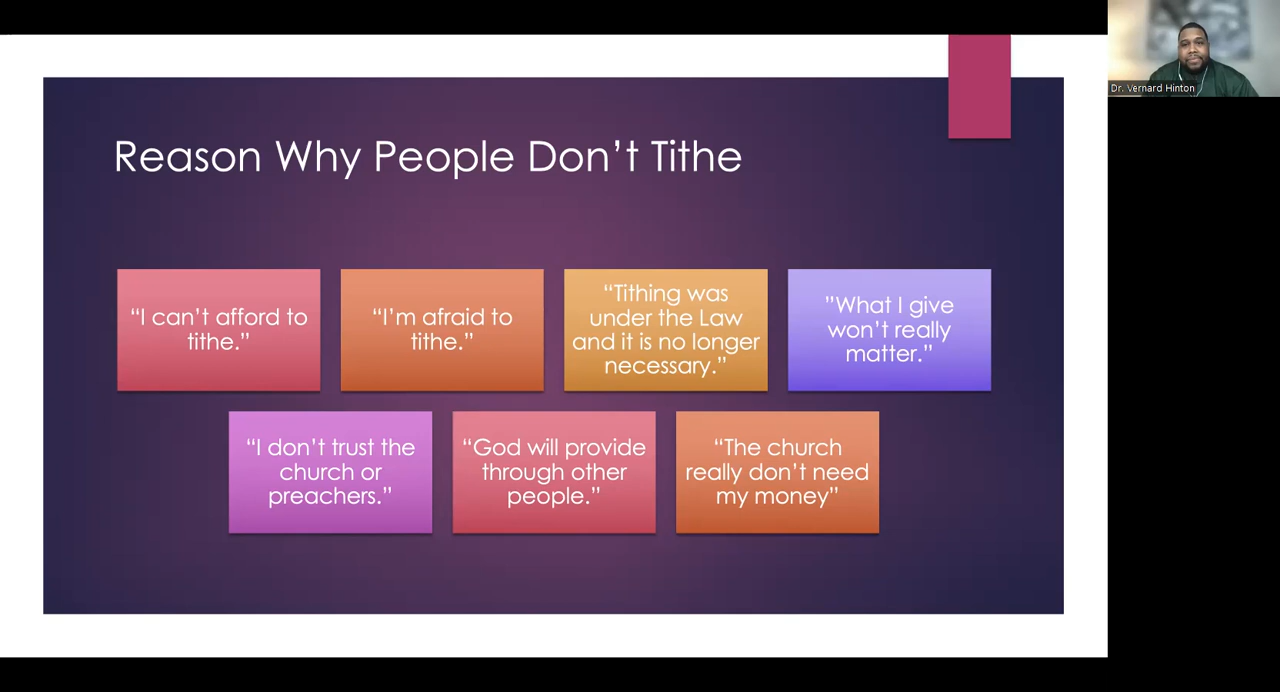 Dr. Vernard Hinton
Reason Why People Don’t Tithe
“I can’t afford to
tithe.”
“I’m afraid to
tithe.”
“Tithing was
under the Law
and it is no longer
necessary.”
"What I give
won’t really
matter.”
“I don’t trust the
church or
preachers.”
“God will provide
through other
people.”
“The church
really don’t need
my money”